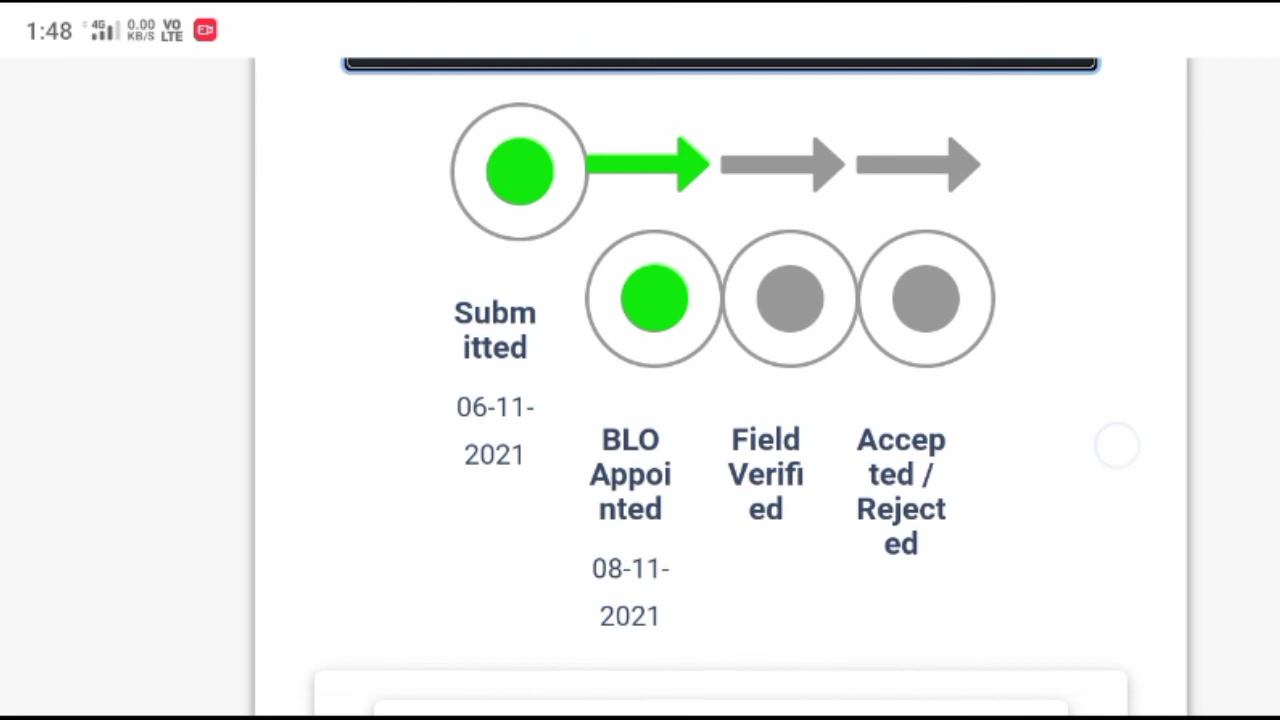 1:48 4G 0.00 KB/S VO LTE
Subm
itted
06-11-
2021
BLO
Appoi
nted
08-11-
2021
Field
Verifi
ed
Accep
ted /
Reject
ed